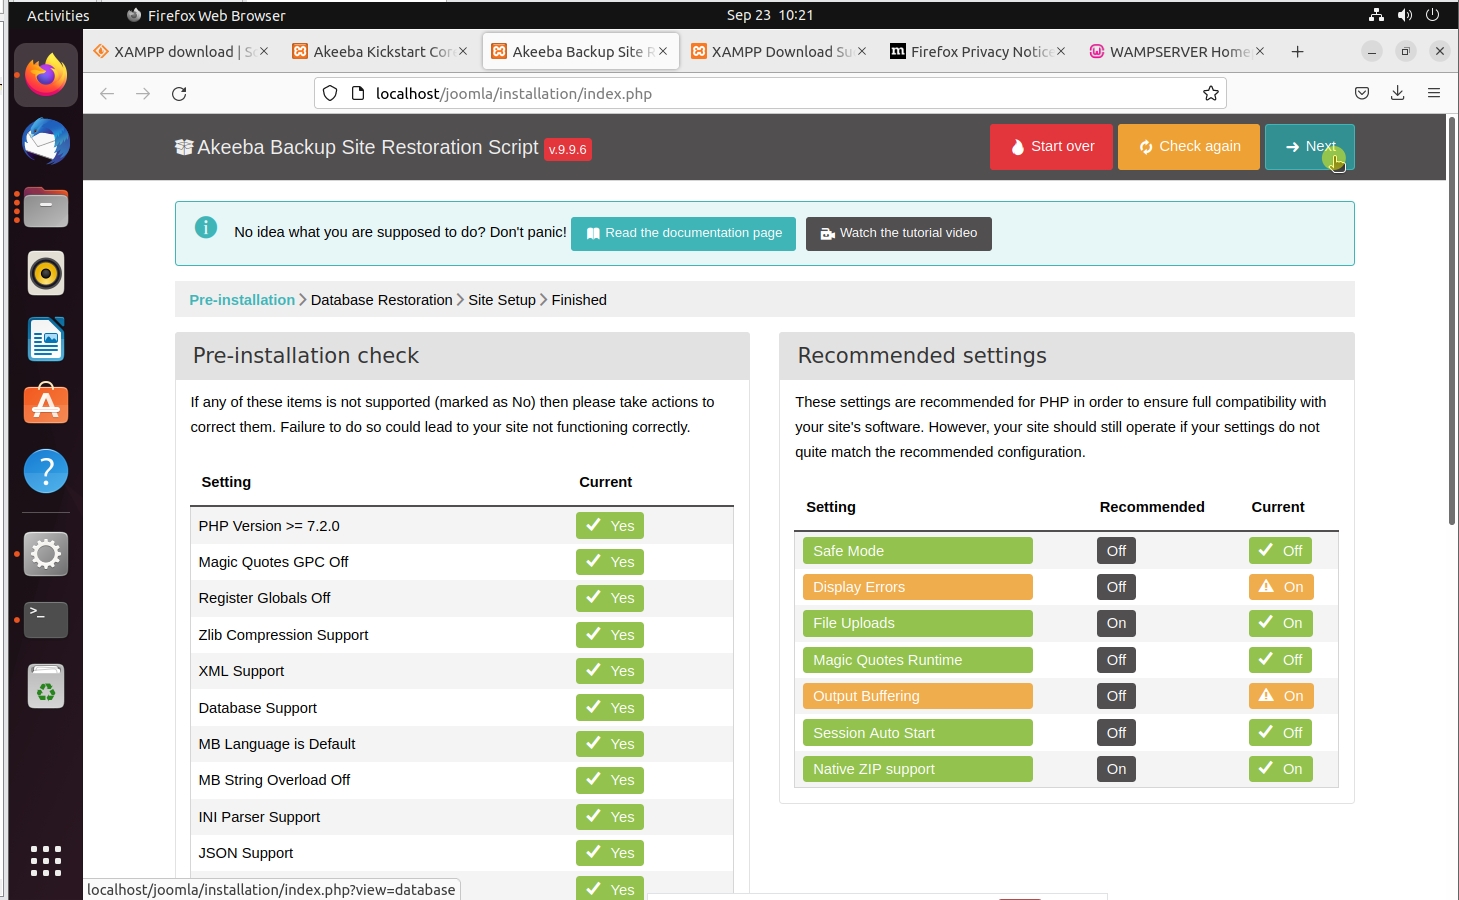 Activities Firefox Web Browser Sep 23 10:21
XAMPP download | S Akeeba Kickstart Co Akeeba Backup Site R XAMPP Download Su Firefox Privacy Notice WAMPSERVER Home
localhost/joomla/installation/index.php
Akeeba Backup Site Restoration Script v.9.9.6 Start over Check again Next
No idea what you are supposed to do? Don't panic! Read the documentation page Watch the tutorial video
Pre-installation Database Restoration Site Setup Finished
Pre-installation check
If any of these items is not supported (marked as No) then please take actions to
correct them. Failure to do so could lead to your site not functioning correctly.
Setting Current
PHP Version >= 7.2.0 Yes
Magic Quotes GPC Off Yes
Register Globals Off Yes
Zlib Compression Support Yes
XML Support Yes
Database Support Yes
MB Language is Default Yes
MB String Overload Off Yes
INI Parser Support Yes
JSON Support Yes
Yes
Recommended settings
These settings are recommended for PHP in order to ensure full compatibility with
your site's software. However, your site should still operate if your settings do not
quite match the recommended configuration.
Setting Recommended Current
Safe Mode Off Off
Display Errors Off On
File Uploads On On
Magic Quotes Runtime Off Off
Output Buffering Off On
Session Auto Start Off Off
Native ZIP support On On
localhost/joomla/installation/index.php?view=database